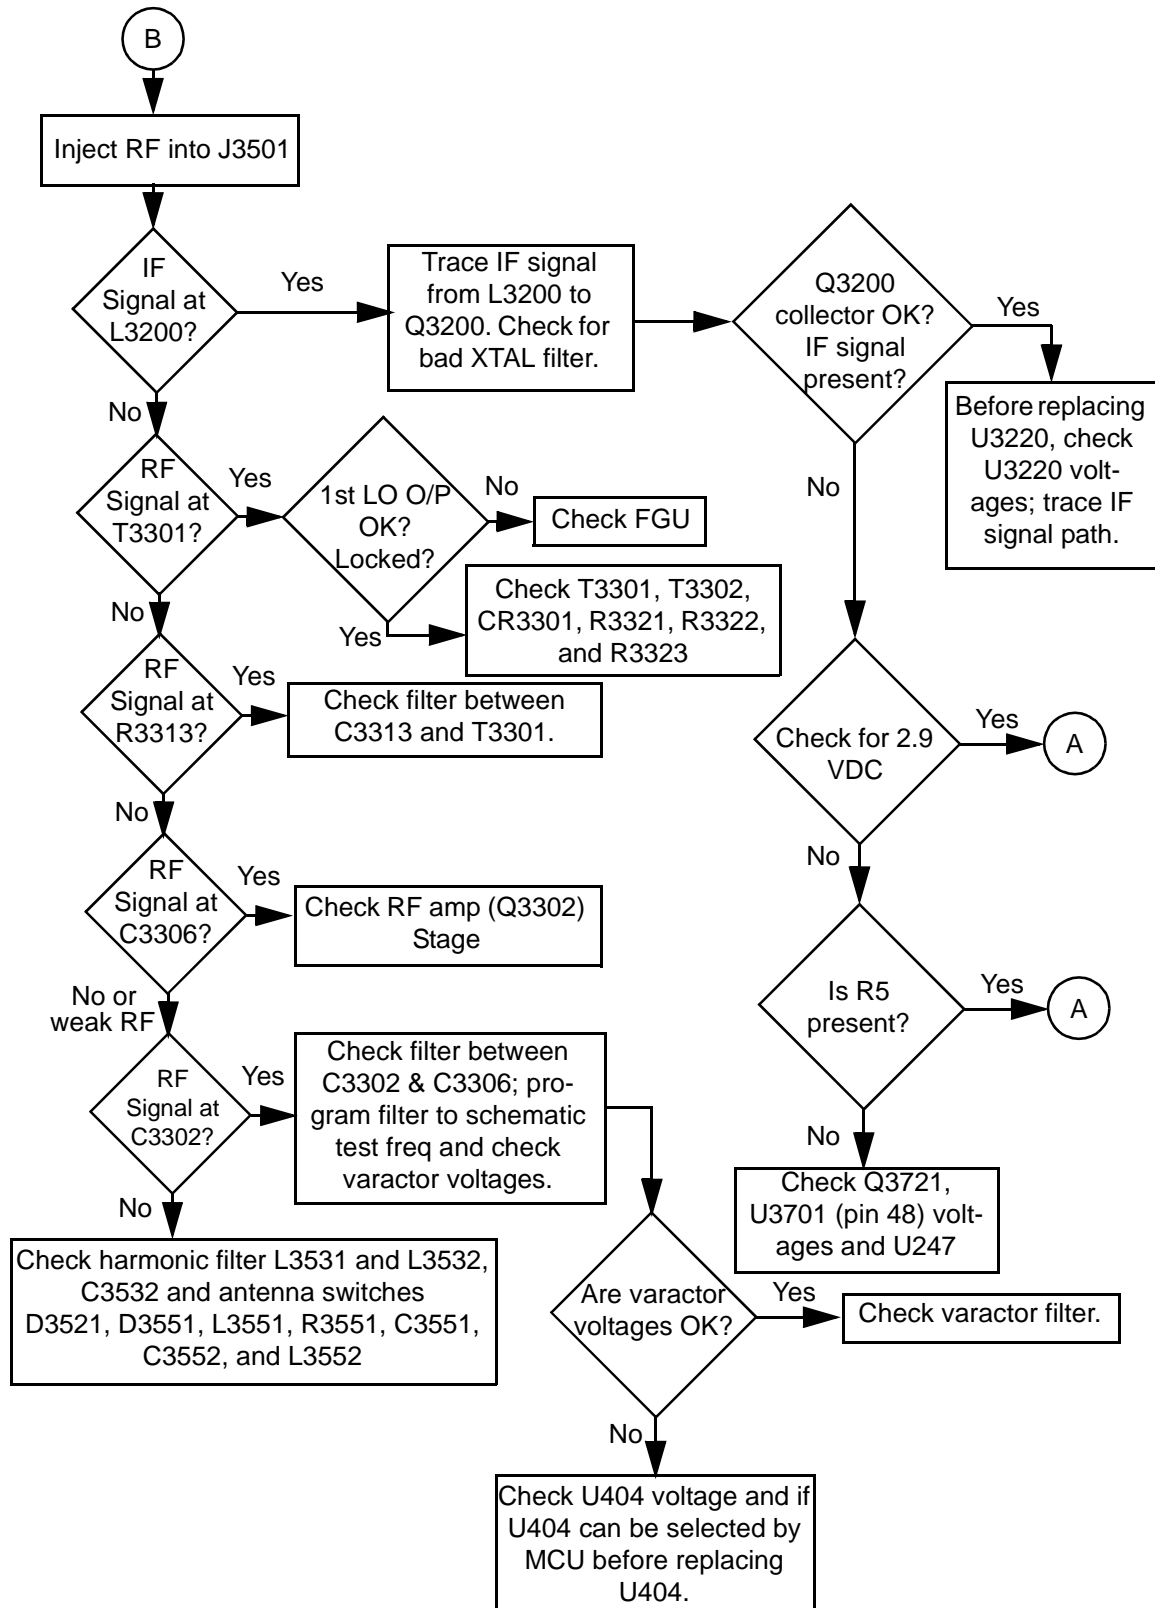 B
Inject RF into J3501
IF
Signal at
L3200?
Yes
Trace IF signal
from L3200 to
Q3200. Check for
bad XTAL filter.
Q3200
collector OK?
IF signal
present?
Yes
Before replacing
U3220, check
U3220 volt-
ages; trace IF
signal path.
No
No
RF
Signal at
T3301?
Yes
1st LO O/P
OK?
Locked?
No
Check FGU
Yes
Check T3301, T3302,
CR3301, R3321, R3322,
and R3323
No
RF
Signal at
R3313?
Yes
Check filter between
C3313 and T3301.
Check for 2.9
VDC
Yes
A
No
No
RF
Signal at
C3306?
Yes
Check RF amp (Q3302)
Stage
Is R5
present?
Yes
A
No or
weak RF
RF
Signal at
C3302?
Yes
Check filter between
C3302 & C3306; pro-
gram filter to schematic
test freq and check
varactor voltages.
No
Check Q3721,
U3701 (pin 48) volt-
ages and U247
No
Check harmonic filter L3531 and L3532,
C3532 and antenna switches
D3521, D3551, L3551, R3551, C3551,
C3552, and L3552
Are varactor
voltages OK?
Yes
Check varactor filter.
No
Check U404 voltage and if
U404 can be selected by
MCU before replacing
U404.